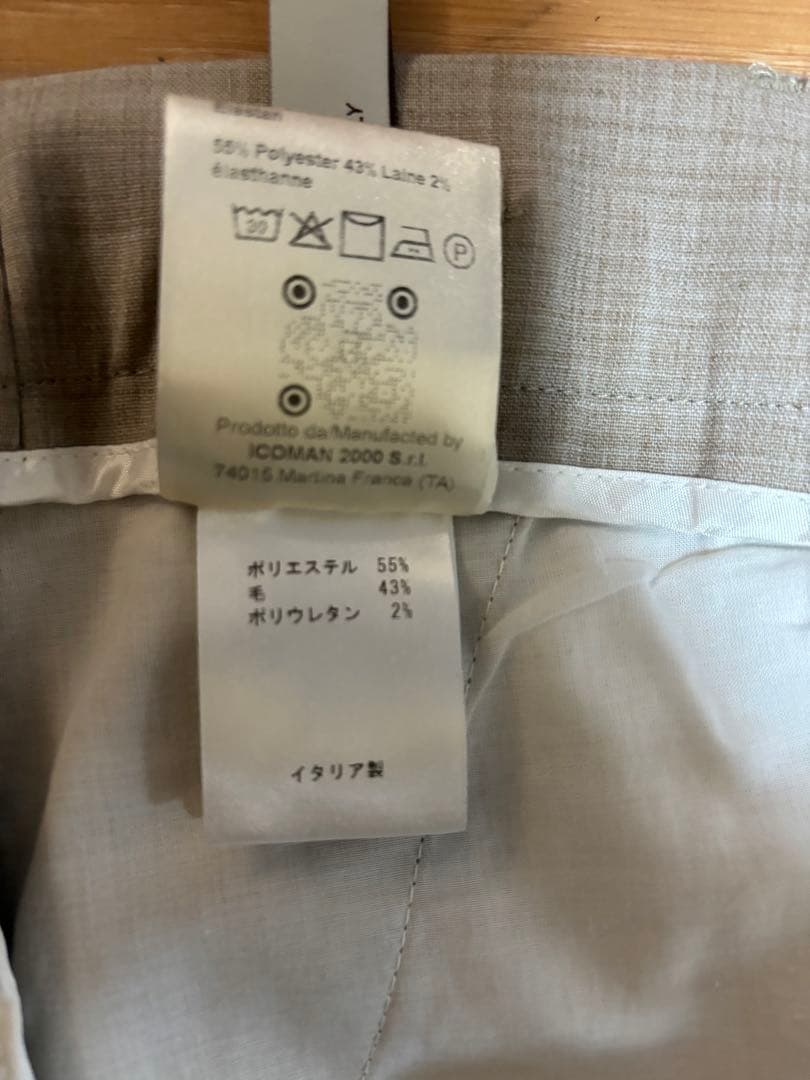 LY
Elastan
55% Polyester 43% Laine 2%
élasthanne
30
P
Prodotto da/Manufacted by
ICOMAN 2000 S.r.l.
74015 Martina Franca (TA)
ポリエステル 55%
毛 43%
ポリウレタン 2%
イタリア製